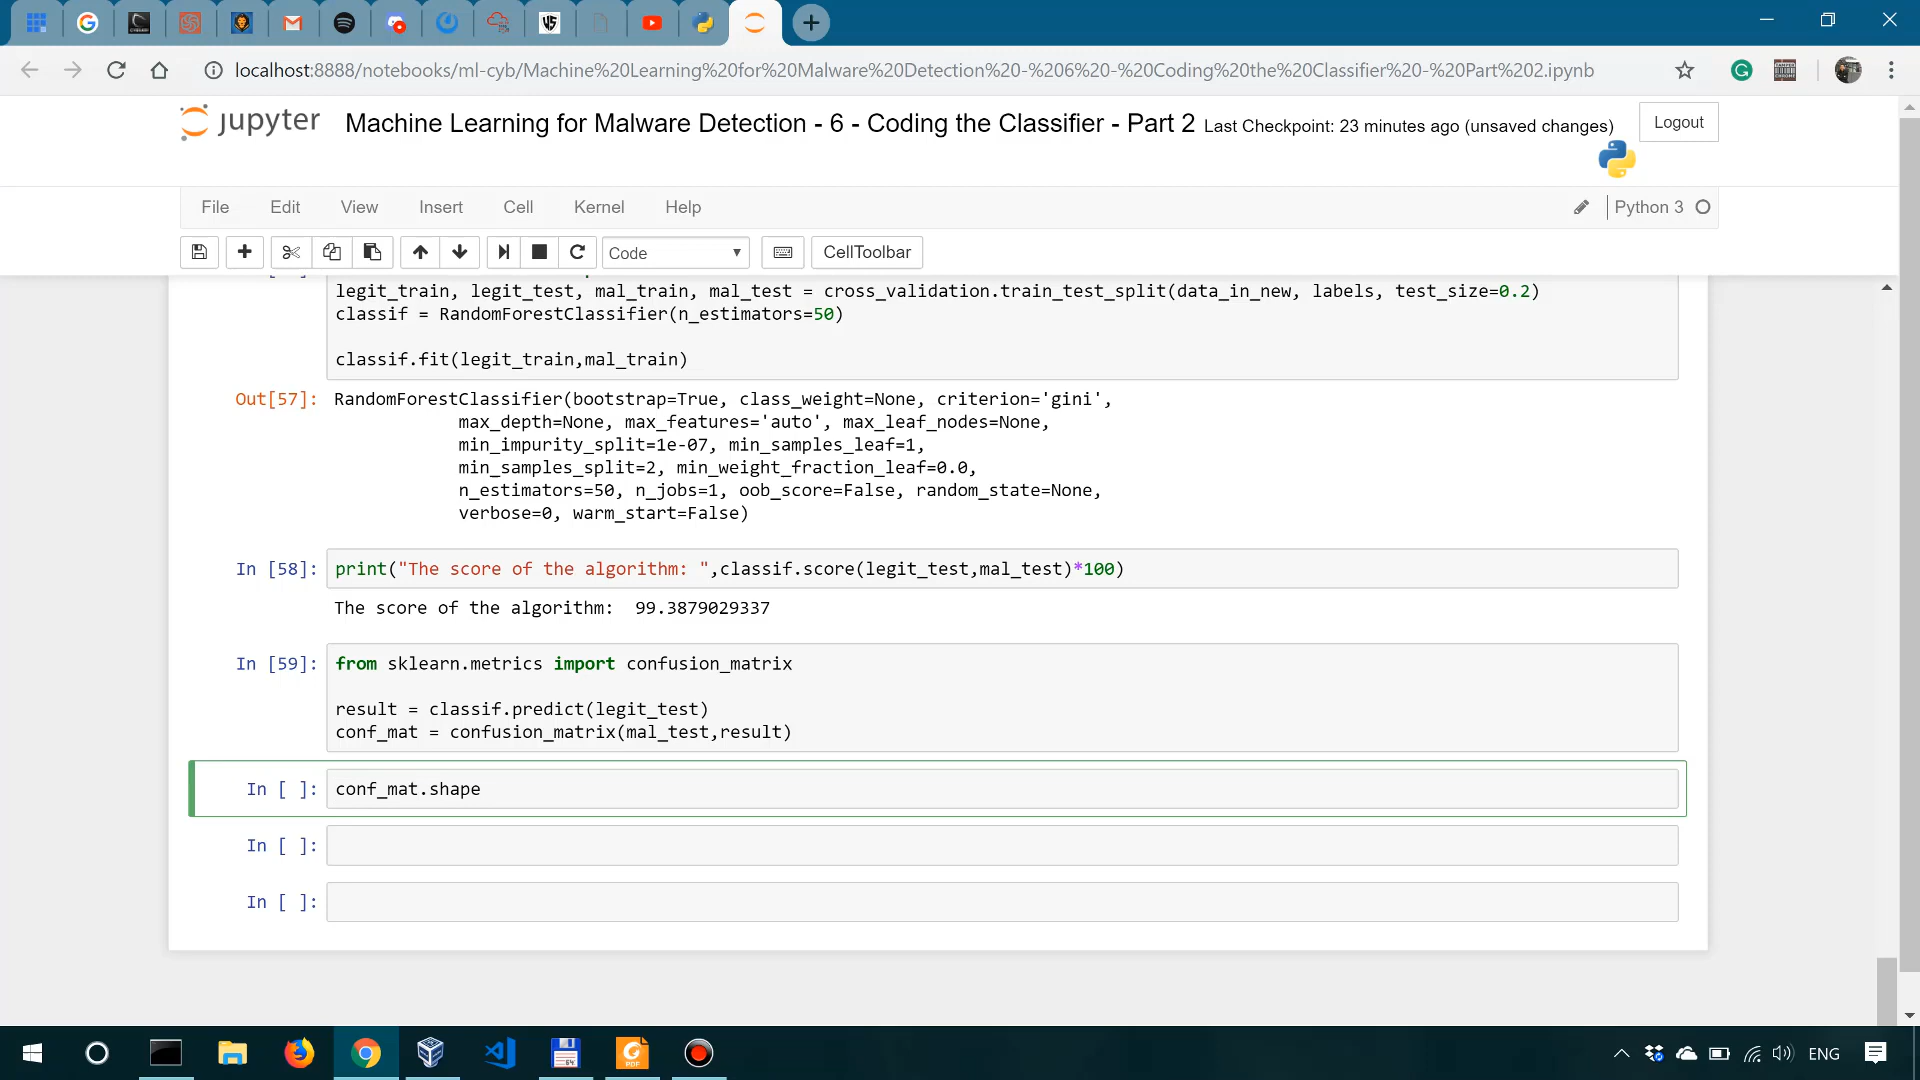 localhost:8888/notebooks/ml-cyb/Machine%20Learning%20for%20Malware%20Detection%20-%206%20-%20Coding%20the%20Classifier%20-%20Part%202.ipynb
jupyter Machine Learning for Malware Detection - 6 - Coding the Classifier - Part 2 Last Checkpoint: 23 minutes ago (unsaved changes) Logout
File Edit View Insert Cell Kernel Help Python 3
Code CellToolbar
legit_train, legit_test, mal_train, mal_test = cross_validation.train_test_split(data_in_new, labels, test_size=0.2)
classif = RandomForestClassifier(n_estimators=50)
classif.fit(legit_train,mal_train)
Out[57]: RandomForestClassifier(bootstrap=True, class_weight=None, criterion='gini',
max_depth=None, max_features='auto', max_leaf_nodes=None,
min_impurity_split=1e-07, min_samples_leaf=1,
min_samples_split=2, min_weight_fraction_leaf=0.0,
n_estimators=50, n_jobs=1, oob_score=False, random_state=None,
verbose=0, warm_start=False)
In [58]: print("The score of the algorithm: ",classif.score(legit_test,mal_test)*100)
The score of the algorithm:  99.3879029337
In [59]: from sklearn.metrics import confusion_matrix
result = classif.predict(legit_test)
conf_mat = confusion_matrix(mal_test,result)
In [ ]: conf_mat.shape
In [ ]:
In [ ]:
ENG